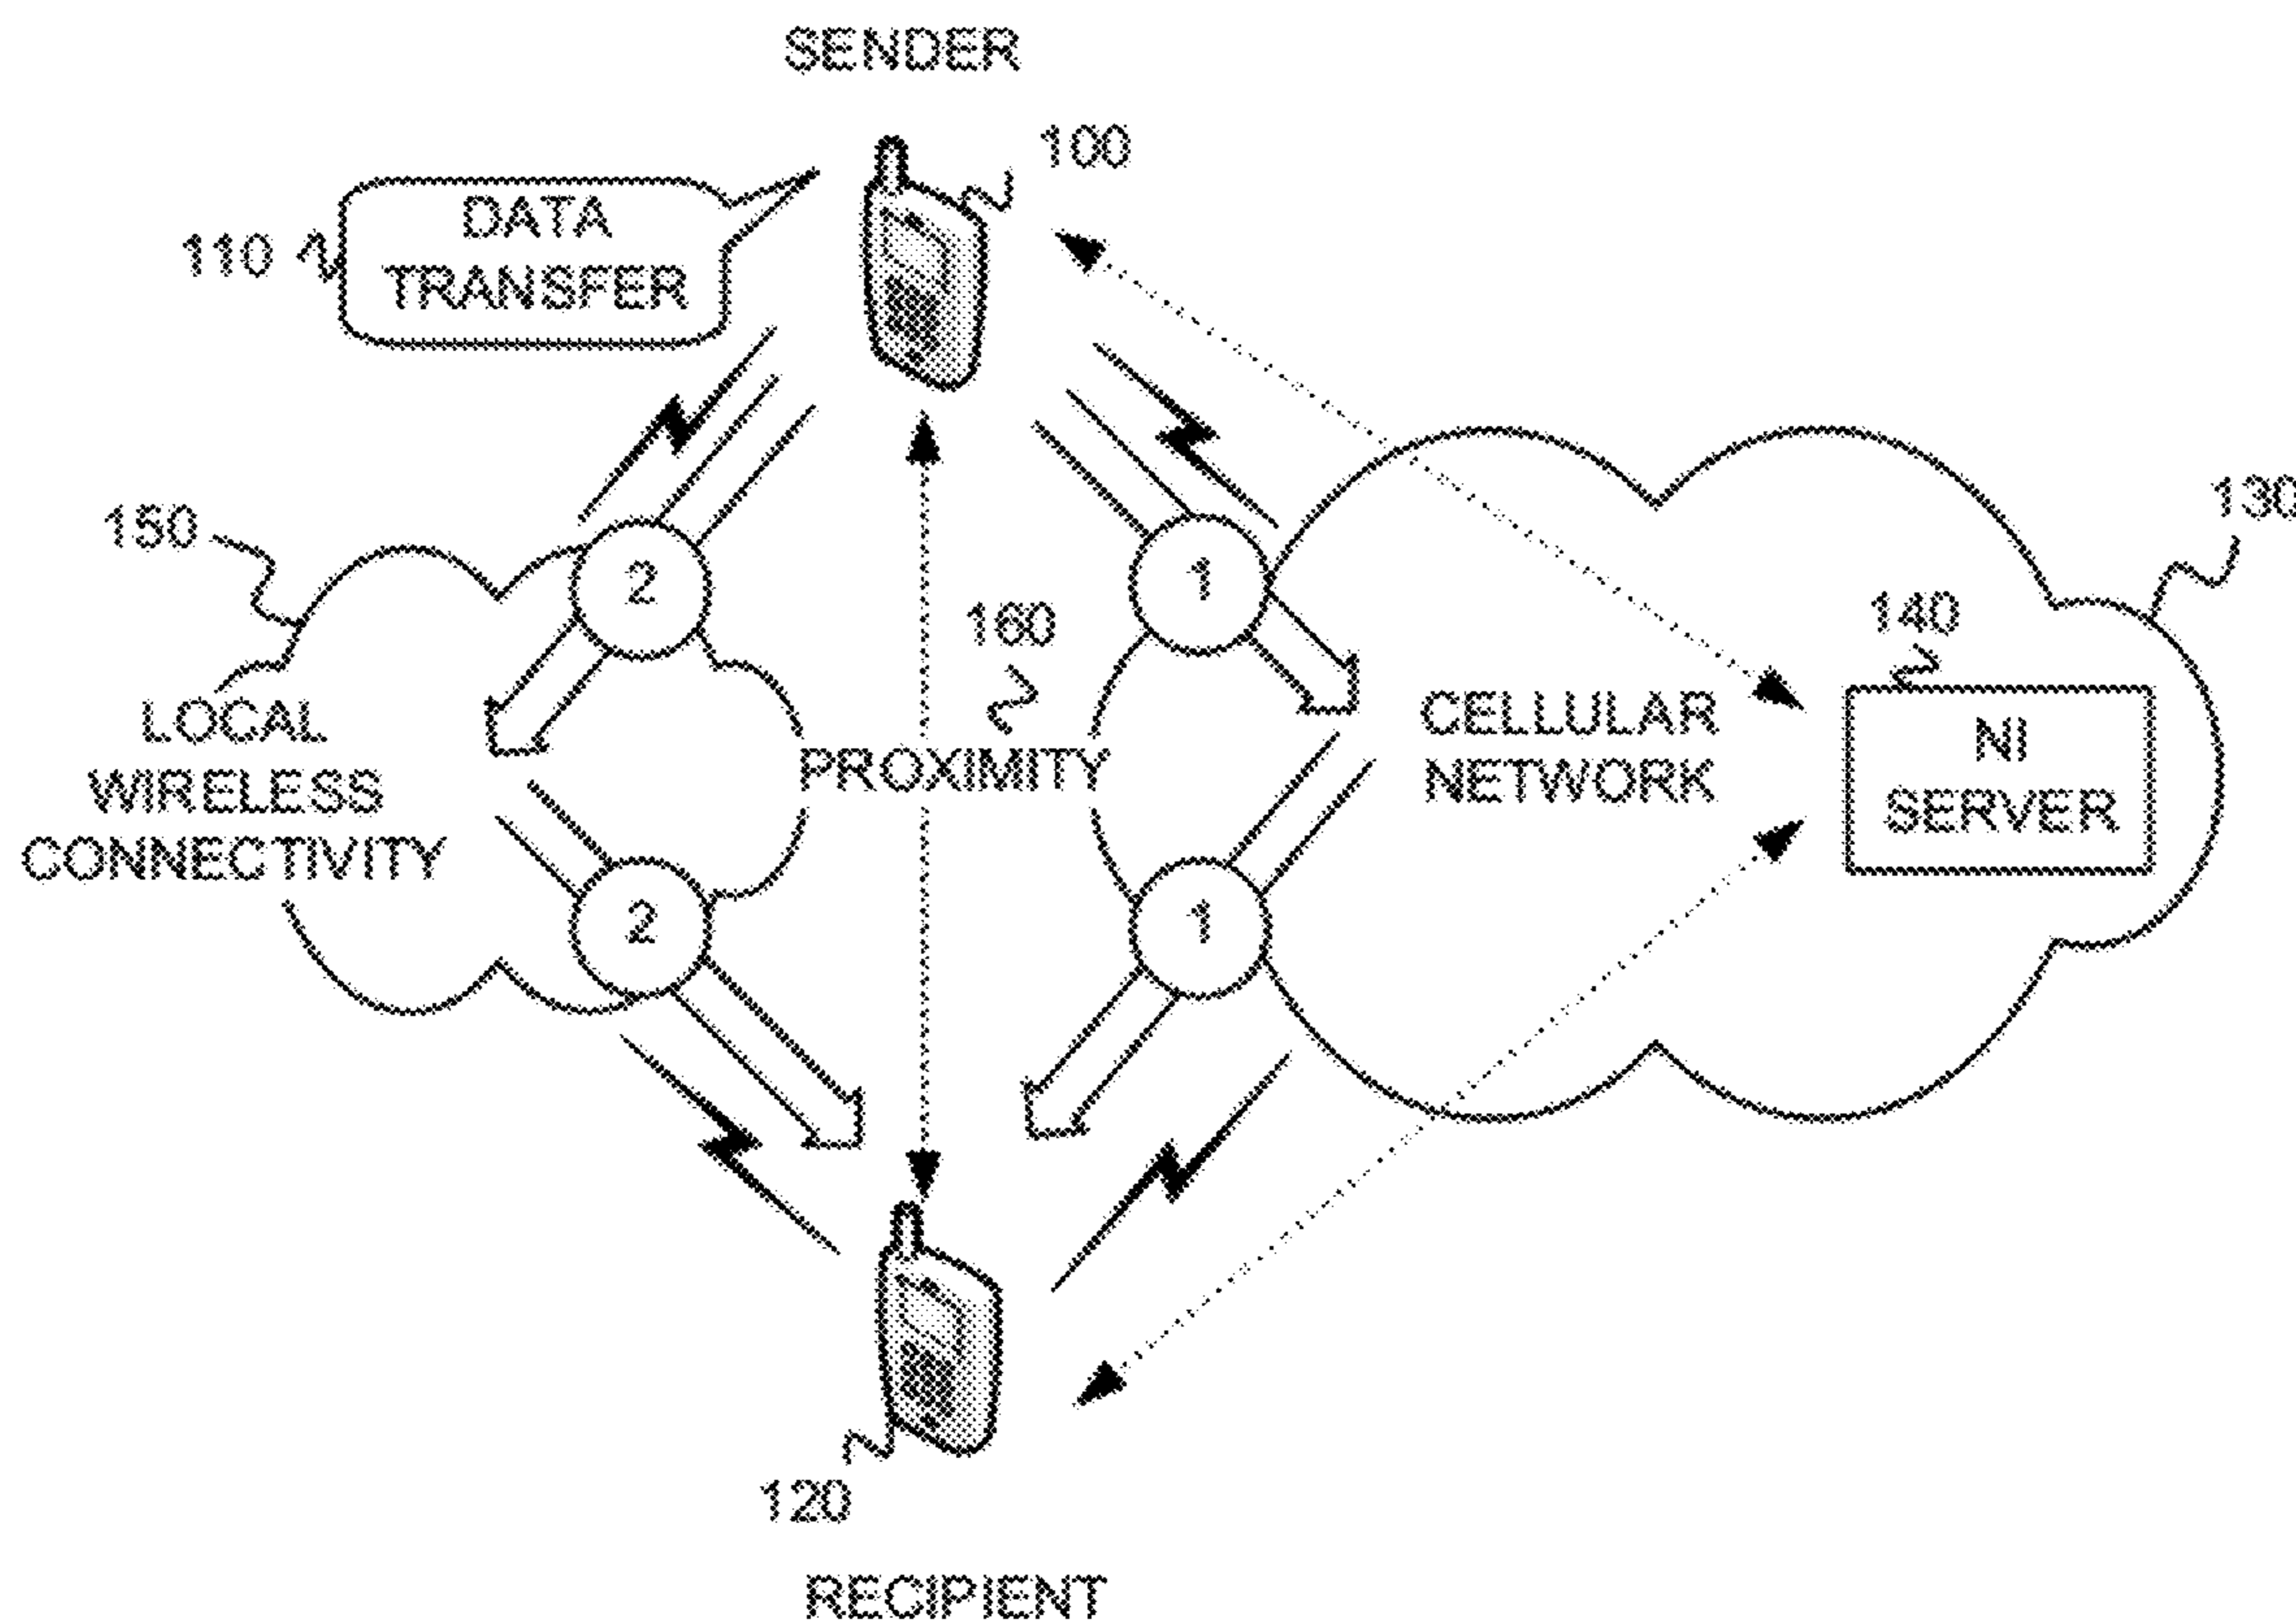 SENDER
100
DATA
TRANSFER
110
150
2
1
130
160
140
LOCAL
WIRELESS
CONNECTIVITY
PROXIMITY
CELLULAR
NETWORK
NI
SERVER
2
1
120
RECIPIENT